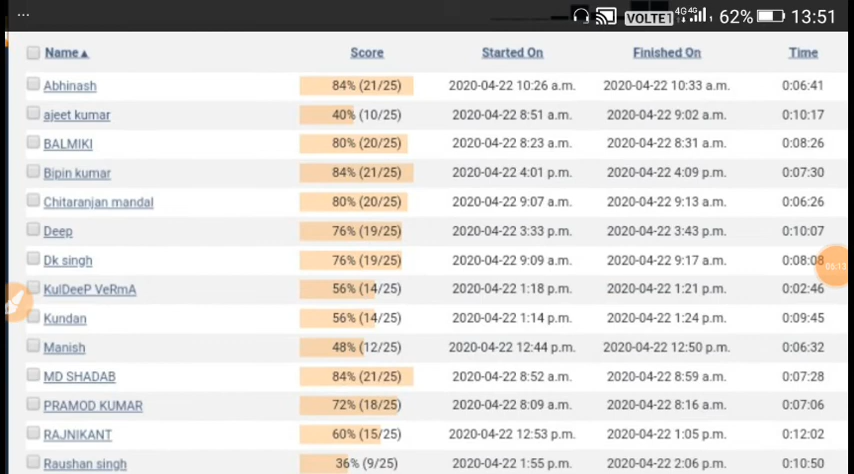 ... VOLTE1 4G 4G 62% 13:51
Name▲ Score Started On Finished On Time
Abhinash 84% (21/25) 2020-04-22 10:26 a.m. 2020-04-22 10:33 a.m. 0:06:41
ajeet kumar 40% (10/25) 2020-04-22 8:51 a.m. 2020-04-22 9:02 a.m. 0:10:17
BALMIKI 80% (20/25) 2020-04-22 8:23 a.m. 2020-04-22 8:31 a.m. 0:08:26
Bipin kumar 84% (21/25) 2020-04-22 4:01 p.m. 2020-04-22 4:09 p.m. 0:07:30
Chitaranjan mandal 80% (20/25) 2020-04-22 9:07 a.m. 2020-04-22 9:13 a.m. 0:06:26
Deep 76% (19/25) 2020-04-22 3:33 p.m. 2020-04-22 3:43 p.m. 0:10:07
Dk singh 76% (19/25) 2020-04-22 9:09 a.m. 2020-04-22 9:17 a.m. 0:08:08
05:13
KulDeeP VeRmA 56% (14/25) 2020-04-22 1:18 p.m. 2020-04-22 1:21 p.m. 0:02:46
Kundan 56% (14/25) 2020-04-22 1:14 p.m. 2020-04-22 1:24 p.m. 0:09:45
Manish 48% (12/25) 2020-04-22 12:44 p.m. 2020-04-22 12:50 p.m. 0:06:32
MD SHADAB 84% (21/25) 2020-04-22 8:52 a.m. 2020-04-22 8:59 a.m. 0:07:28
PRAMOD KUMAR 72% (18/25) 2020-04-22 8:09 a.m. 2020-04-22 8:16 a.m. 0:07:06
RAJNIKANT 60% (15/25) 2020-04-22 12:53 p.m. 2020-04-22 1:05 p.m. 0:12:02
Raushan singh 36% (9/25) 2020-04-22 1:55 p.m. 2020-04-22 2:06 p.m. 0:10:50